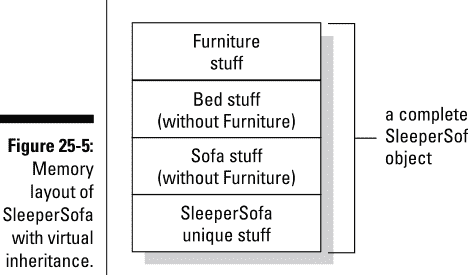 Furniture
stuff
Bed stuff
(without Furniture)
Sofa stuff
(without Furniture)
SleeperSofa
unique stuff
a complete
SleeperSof
object
Figure 25-5:
Memory
layout of
SleeperSofa
with virtual
inheritance.